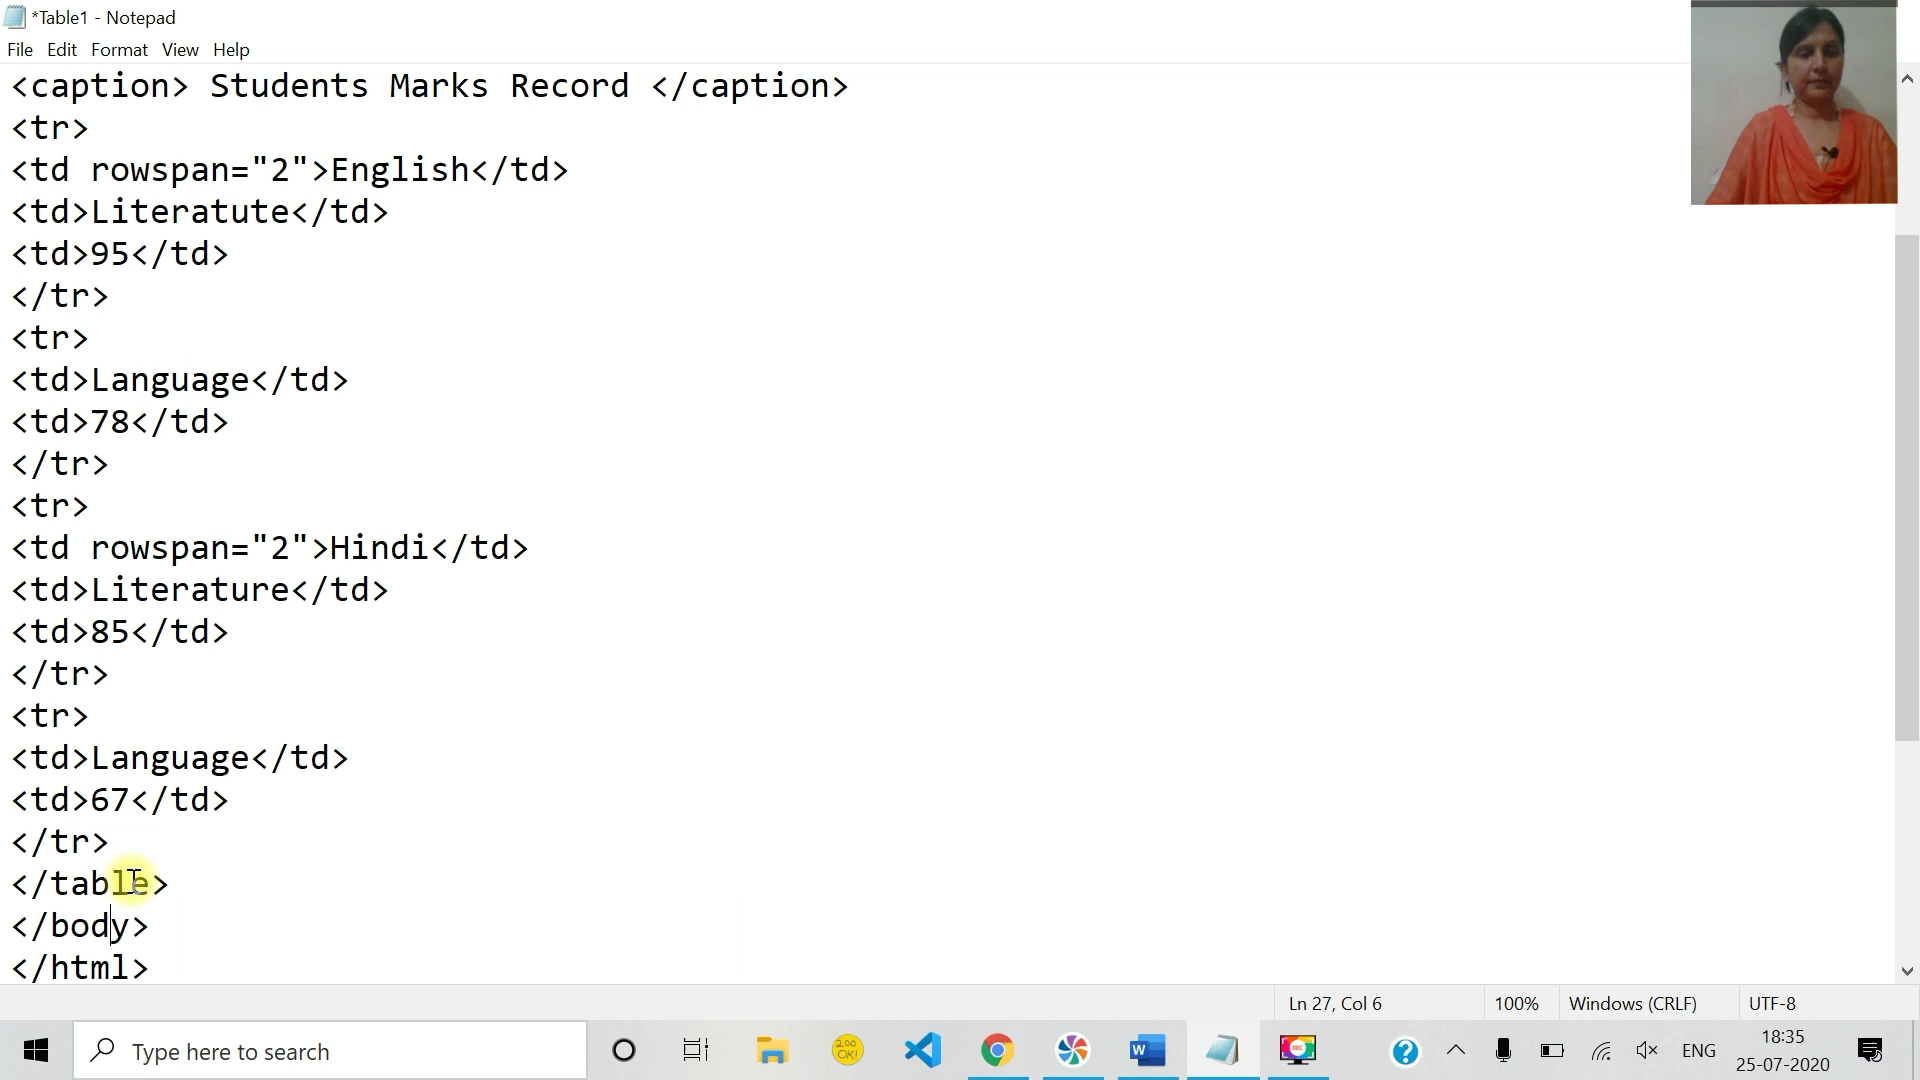 *Table1 - Notepad
File Edit Format View Help
<caption> Students Marks Record </caption>
<tr>
<td rowspan="2">English</td>
<td>Literatute</td>
<td>95</td>
</tr>
<tr>
<td>Language</td>
<td>78</td>
</tr>
<tr>
<td rowspan="2">Hindi</td>
<td>Literature</td>
<td>85</td>
</tr>
<tr>
<td>Language</td>
<td>67</td>
</tr>
</table>
</body>
</html>
Ln 27, Col 6 100% Windows (CRLF) UTF-8
Type here to search 200 OK! W REC ? ENG 18:35
25-07-2020